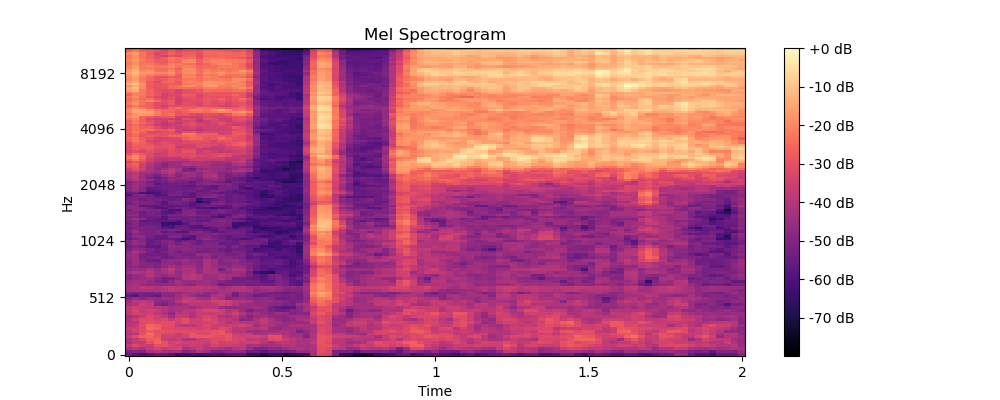 Mel Spectrogram
Hz
8192
4096
2048
1024
512
0
0
0.5
1
1.5
2
Time
+0 dB
-10 dB
-20 dB
-30 dB
-40 dB
-50 dB
-60 dB
-70 dB